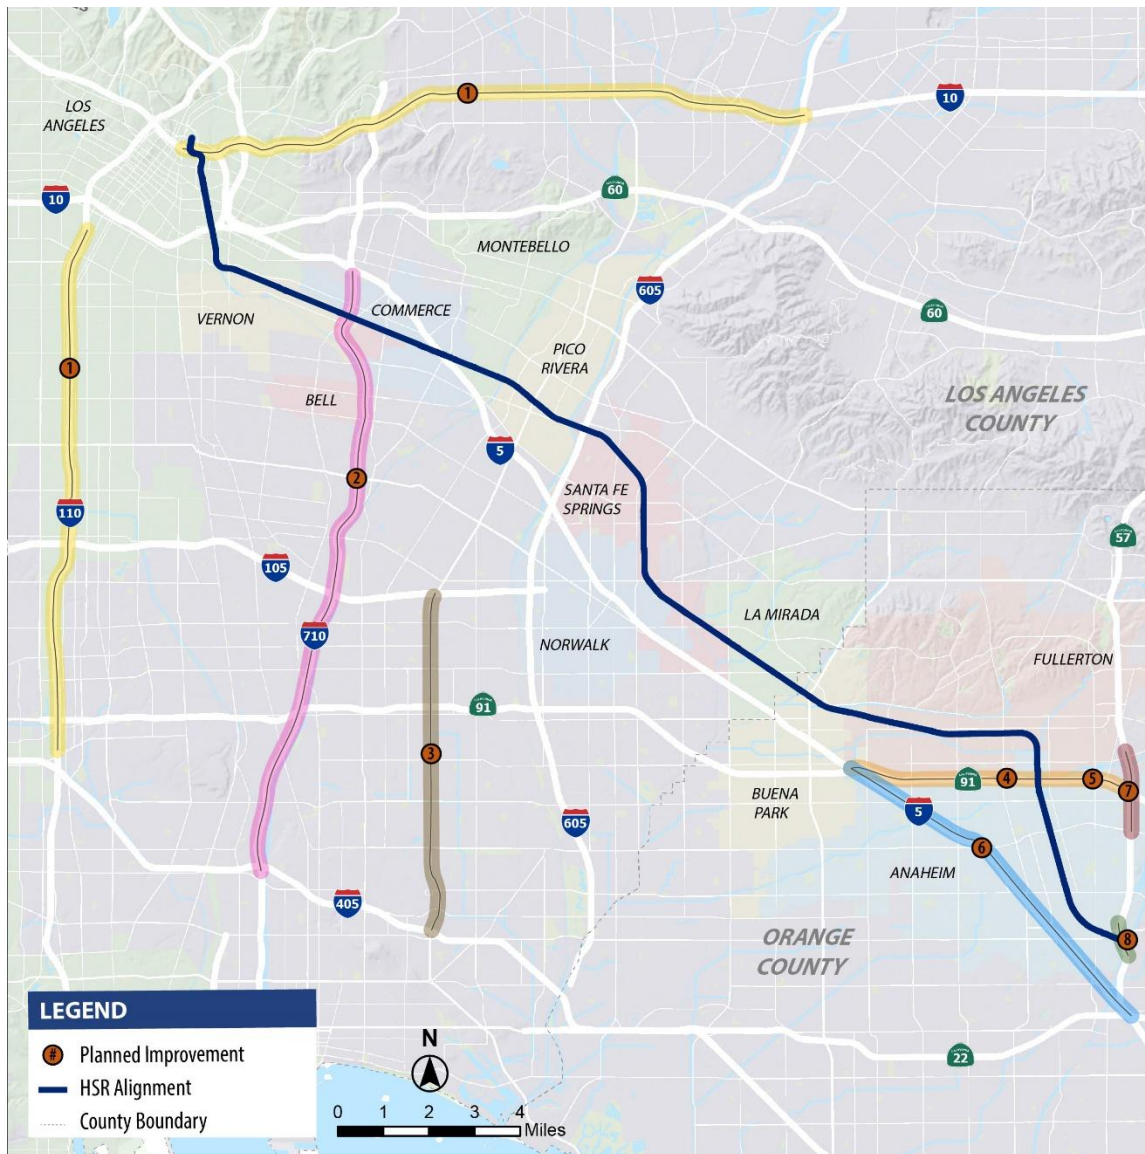 1
10
LOS
ANGELES
10
60
MONTEBELLO
605
60
VERNON
COMMERCE
PICO
RIVERA
1
BELL
LOS ANGELES
COUNTY
5
2
SANTA FE
SPRINGS
110
57
105
LA MIRADA
710
NORWALK
FULLERTON
91
3
4
5
91
7
BUENA
PARK
5
605
6
ANAHEIM
405
ORANGE
COUNTY
8
22
LEGEND
# Planned Improvement
HSR Alignment
County Boundary
N
0 1 2 3 4
Miles